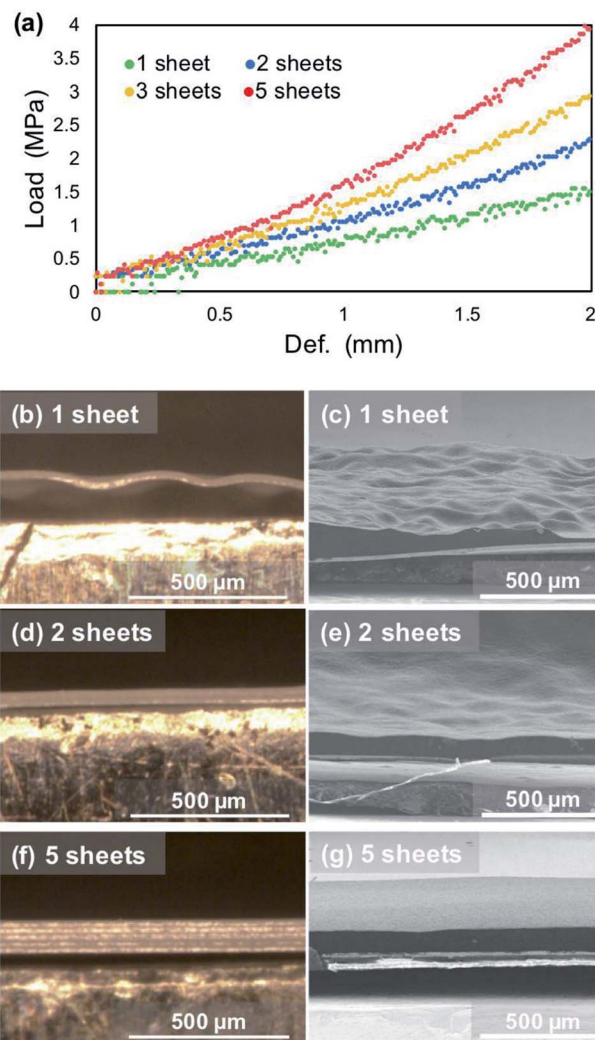 (a)
4
3.5
3
2.5
2
1.5
1
0.5
0
Load (MPa)
1 sheet 2 sheets
3 sheets 5 sheets
0 0.5 1 1.5 2
Def. (mm)
(b) 1 sheet
500 µm
(c) 1 sheet
500 µm
(d) 2 sheets
500 µm
(e) 2 sheets
500 µm
(f) 5 sheets
500 µm
(g) 5 sheets
500 µm